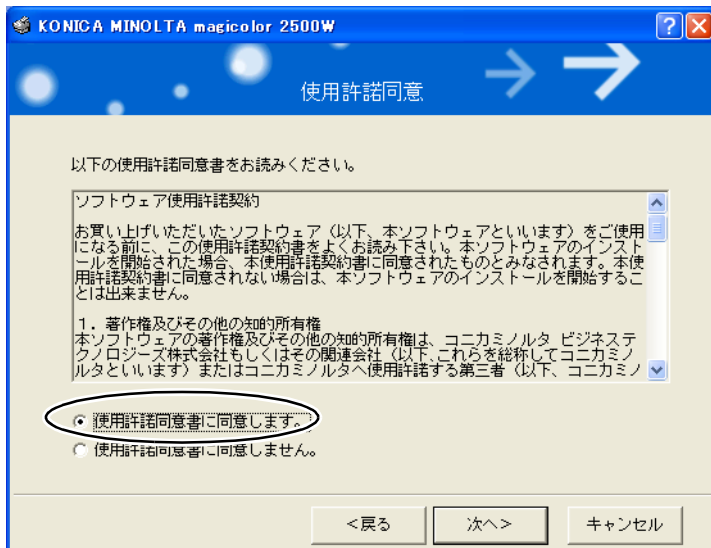 KONICA MINOLTA magicolor 2500W
使用許諾同意
以下の使用許諾同意書をお読みください。
ソフトウェア使用許諾契約
お買い上げいただいたソフトウェア（以下、本ソフトウェアといいます）をご使用
になる前に、この使用許諾契約書をよくお読み下さい。本ソフトウェアのインスト
ールを開始された場合、本使用許諾契約書に同意されたものとみなされます。本使
用許諾契約書に同意されない場合は、本ソフトウェアのインストールを開始するこ
とは出来ません。
１．著作権及びその他の知的所有権
本ソフトウェアの著作権及びその他の知的所有権は、コニカミノルタ ビジネステ
クノロジーズ株式会社もしくはその関連会社（以下、これらを総称してコニカミノ
ルタといいます）またはコニカミノルタへ使用許諾する第三者（以下、コニカミノ
使用許諾同意書に同意します。
使用許諾同意書に同意しません。
<戻る
次へ>
キャンセル